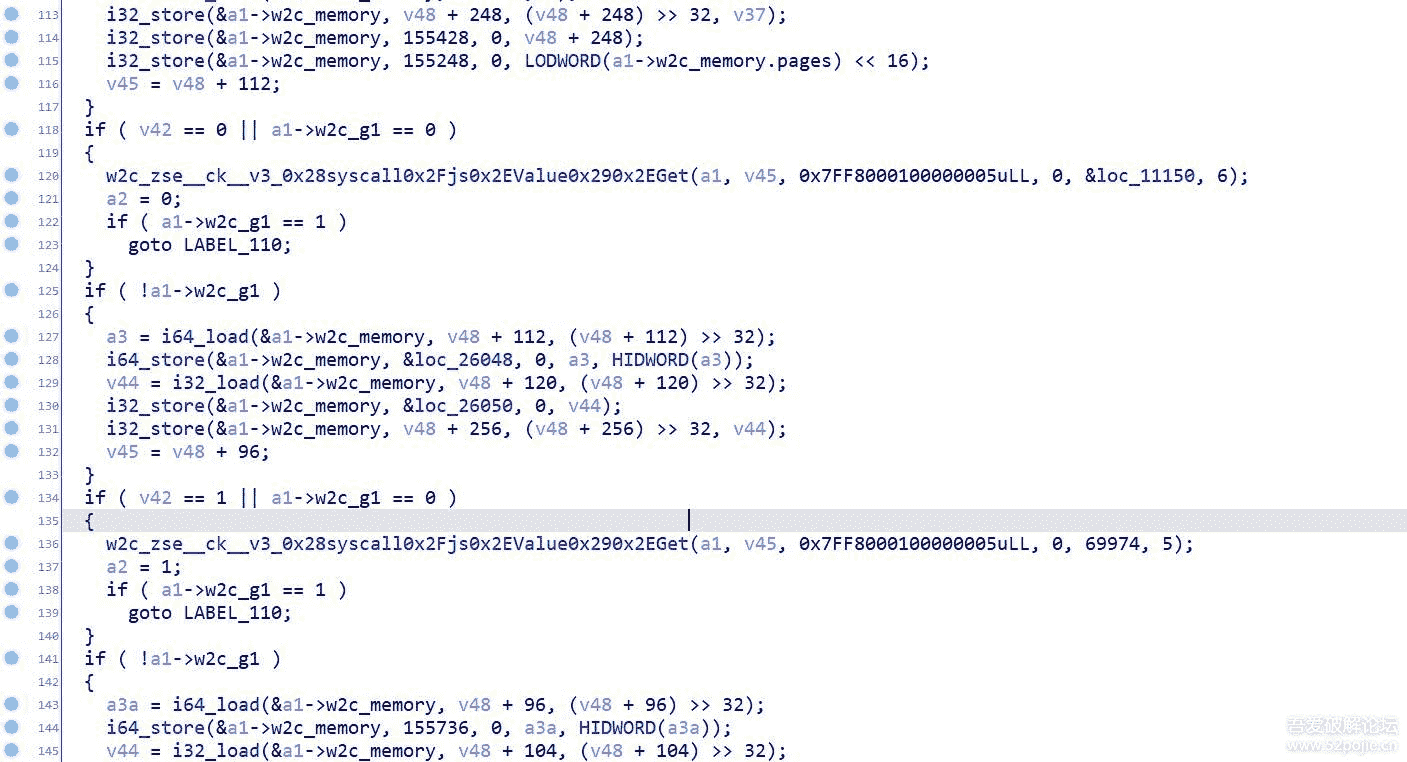 113 i32_store(&a1->w2c_memory, v48 + 248, (v48 + 248) >> 32, v37);
114 i32_store(&a1->w2c_memory, 155428, 0, v48 + 248);
115 i32_store(&a1->w2c_memory, 155248, 0, LODWORD(a1->w2c_memory.pages) << 16);
116 v45 = v48 + 112;
117 }
118 if ( v42 == 0 || a1->w2c_g1 == 0 )
119 {
120 w2c_zse__ck__v3_0x28syscall0x2Fjs0x2EValue0x290x2EGet(a1, v45, 0x7FF8000100000005uLL, 0, &loc_11150, 6);
121 a2 = 0;
122 if ( a1->w2c_g1 == 1 )
123 goto LABEL_110;
124 }
125 if ( !a1->w2c_g1 )
126 {
127 a3 = i64_load(&a1->w2c_memory, v48 + 112, (v48 + 112) >> 32);
128 i64_store(&a1->w2c_memory, &loc_26048, 0, a3, HIDWORD(a3));
129 v44 = i32_load(&a1->w2c_memory, v48 + 120, (v48 + 120) >> 32);
130 i32_store(&a1->w2c_memory, &loc_26050, 0, v44);
131 i32_store(&a1->w2c_memory, v48 + 256, (v48 + 256) >> 32, v44);
132 v45 = v48 + 96;
133 }
134 if ( v42 == 1 || a1->w2c_g1 == 0 )
135 {
136 w2c_zse__ck__v3_0x28syscall0x2Fjs0x2EValue0x290x2EGet(a1, v45, 0x7FF8000100000005uLL, 0, 69974, 5);
137 a2 = 1;
138 if ( a1->w2c_g1 == 1 )
139 goto LABEL_110;
140 }
141 if ( !a1->w2c_g1 )
142 {
143 a3a = i64_load(&a1->w2c_memory, v48 + 96, (v48 + 96) >> 32);
144 i64_store(&a1->w2c_memory, 155736, 0, a3a, HIDWORD(a3a));
145 v44 = i32_load(&a1->w2c_memory, v48 + 104, (v48 + 104) >> 32);
吾爱破解论坛
www.52pojie.cn